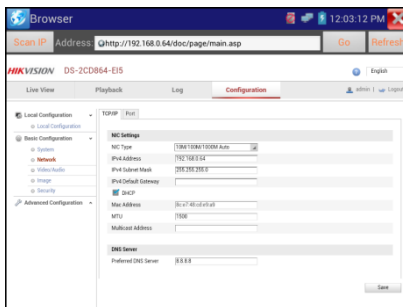 Browser 12:03:12 PM
Scan IP Address: http://192.168.0.64/doc/page/main.asp Go Refresh
HIKVISION DS-2CD864-EI5 English
Live View Playback Log Configuration admin | Logout
Local Configuration
Local Configuration
Basic Configuration
System
Network
Video/Audio
Image
Security
Advanced Configuration
TCP/IP Port
NIC Settings
NIC Type 10M/100M/1000M Auto
IPv4 Address 192.168.0.64
IPv4 Subnet Mask 255.255.255.0
IPv4 Default Gateway
DHCP
Mac Address
MTU 1500
Multicast Address
DNS Server
Preferred DNS Server 8.8.8.8
Save